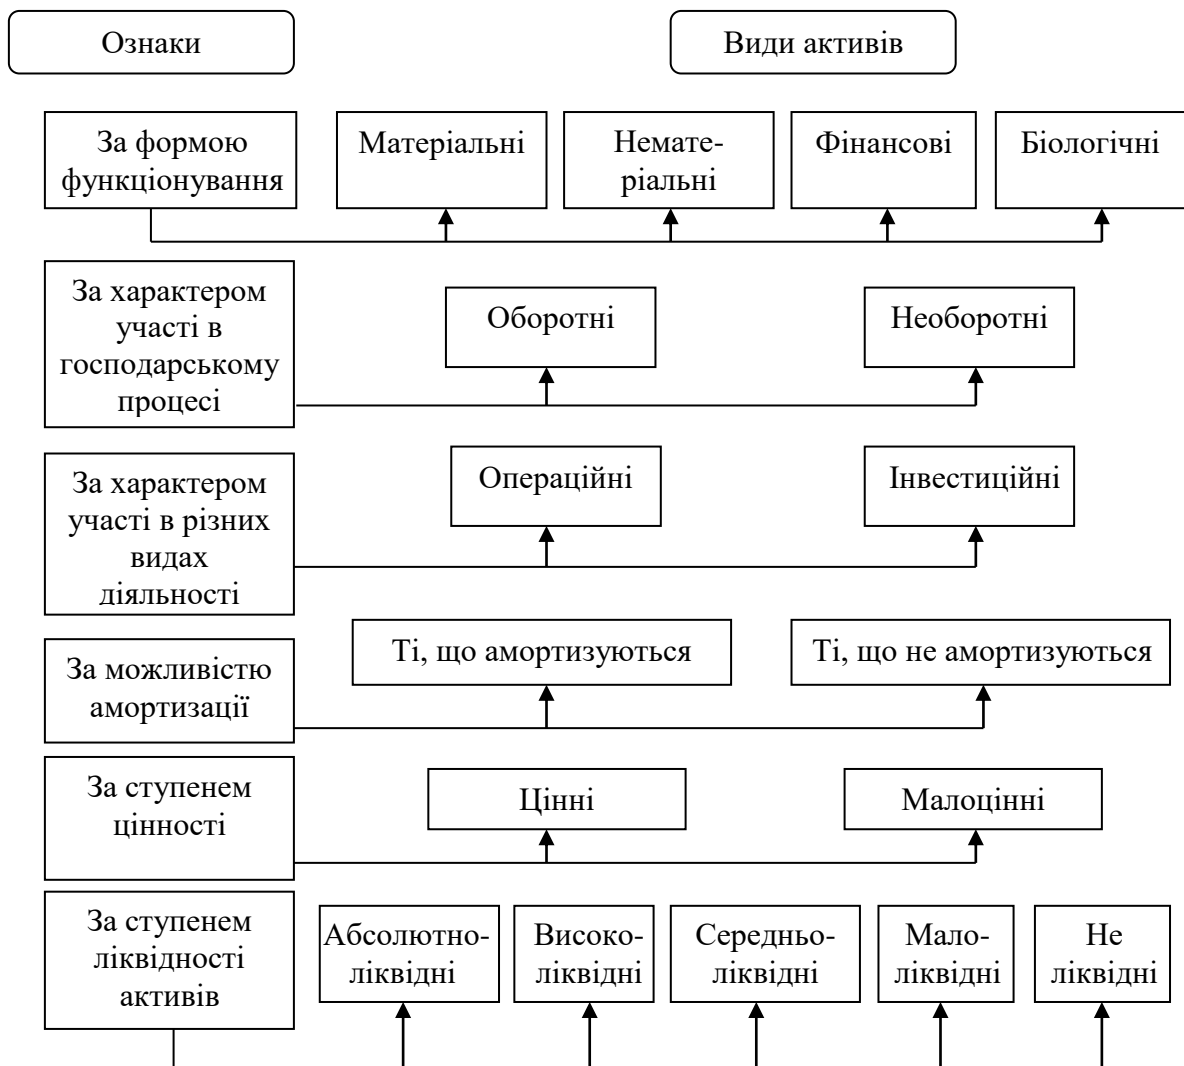 Ознаки
Види активів
За формою
функціонування
Матеріальні
Немате-
ріальні
Фінансові
Біологічні
За характером
участі в
господарському
процесі
Оборотні
Необоротні
За характером
участі в різних
видах
діяльності
Операційні
Інвестиційні
За можливістю
амортизації
Ті, що амортизуються
Ті, що не амортизуються
За ступенем
цінності
Цінні
Малоцінні
За ступенем
ліквідності
активів
Абсолютно-
ліквідні
Високо-
ліквідні
Середньо-
ліквідні
Мало-
ліквідні
Не
ліквідні